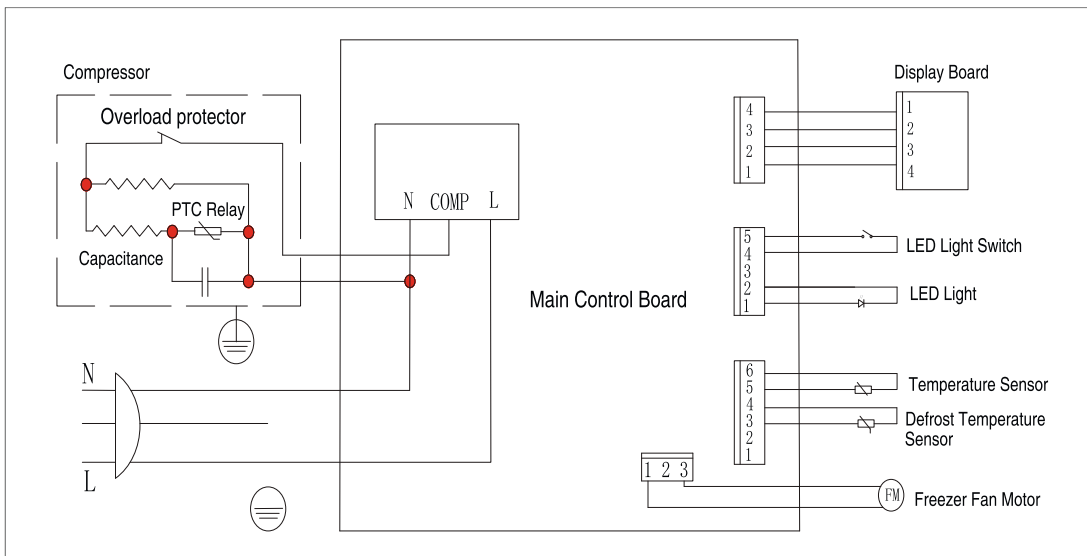 Compressor
Overload protector
PTC Relay
Capacitance
N COMP L
Main Control Board
N
L
4
3
2
1
Display Board
1
2
3
4
5
4
3
2
1
LED Light Switch
LED Light
6
5
4
3
2
1
Temperature Sensor
Defrost Temperature
Sensor
1 2 3
FM
Freezer Fan Motor